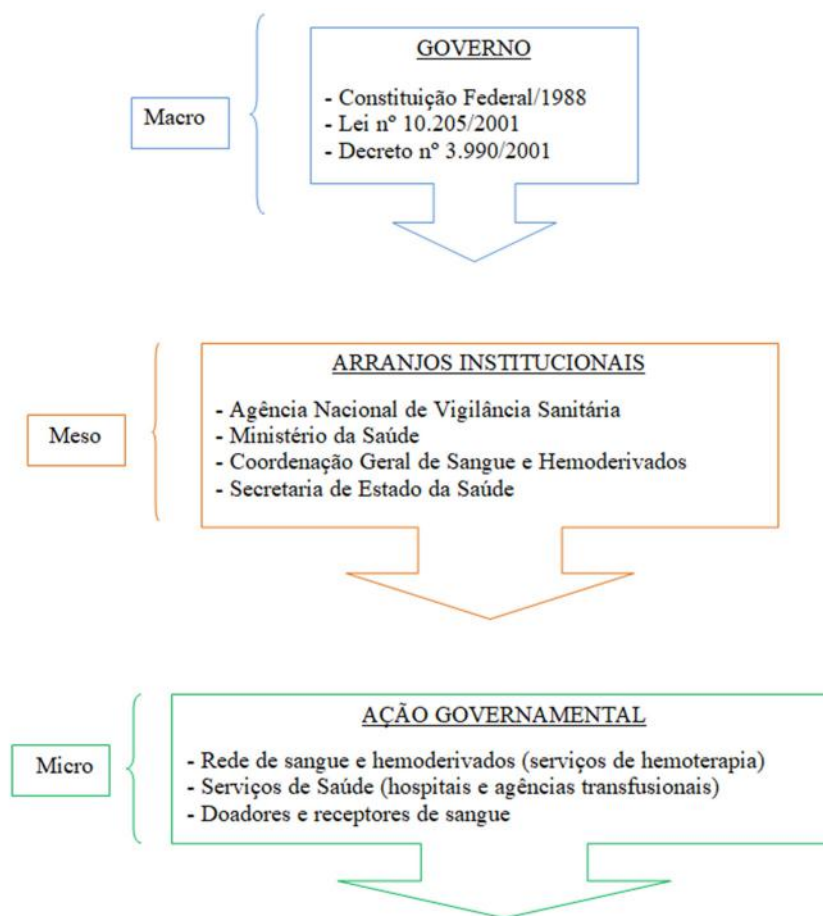 GOVERNO
Macro
- Constituição Federal/1988
- Lei nº 10.205/2001
- Decreto nº 3.990/2001
ARRANJOS INSTITUCIONAIS
Meso
- Agência Nacional de Vigilância Sanitária
- Ministério da Saúde
- Coordenação Geral de Sangue e Hemoderivados
- Secretaria de Estado da Saúde
AÇÃO GOVERNAMENTAL
Micro
- Rede de sangue e hemoderivados (serviços de hemoterapia)
- Serviços de Saúde (hospitais e agências transfusionais)
- Doadores e receptores de sangue